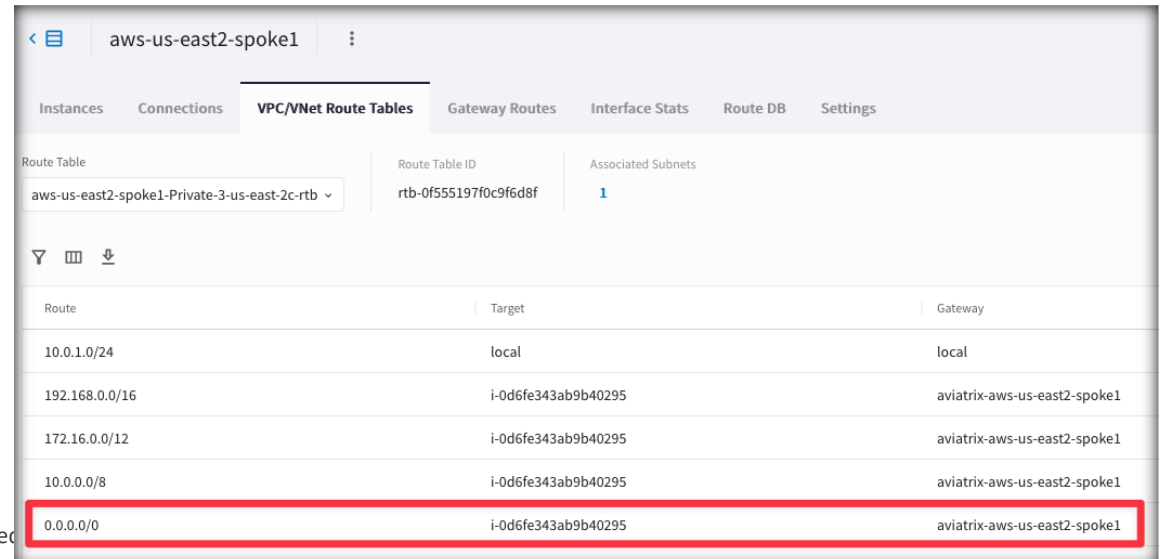 aws-us-east2-spoke1
Instances Connections VPC/VNet Route Tables Gateway Routes Interface Stats Route DB Settings
Route Table Route Table ID Associated Subnets
aws-us-east2-spoke1-Private-3-us-east-2c-rtb rtb-0f555197f0c9f6d8f 1
Route Target Gateway
10.0.1.0/24 local local
192.168.0.0/16 i-0d6fe343ab9b40295 aviatrix-aws-us-east2-spoke1
172.16.0.0/12 i-0d6fe343ab9b40295 aviatrix-aws-us-east2-spoke1
10.0.0.0/8 i-0d6fe343ab9b40295 aviatrix-aws-us-east2-spoke1
0.0.0.0/0 i-0d6fe343ab9b40295 aviatrix-aws-us-east2-spoke1